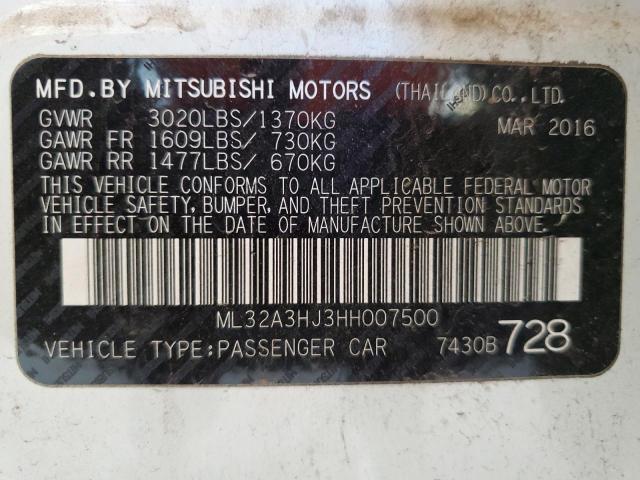 MFD.BY MITSUBISHI MOTORS (THAILAND)CO.,LTD.
GVWR 3020LBS/1370KG MAR 2016
GAWR FR 1609LBS/ 730KG
GAWR RR 1477LBS/ 670KG
THIS VEHICLE CONFORMS TO ALL APPLICABLE FEDERAL MOTOR
VEHICLE SAFETY, BUMPER, AND THEFT PREVENTION STANDARDS
IN EFFECT ON THE DATE OF MANUFACTURE SHOWN ABOVE.
ML32A3HJ3HH007500
VEHICLE TYPE:PASSENGER CAR 7430B 728